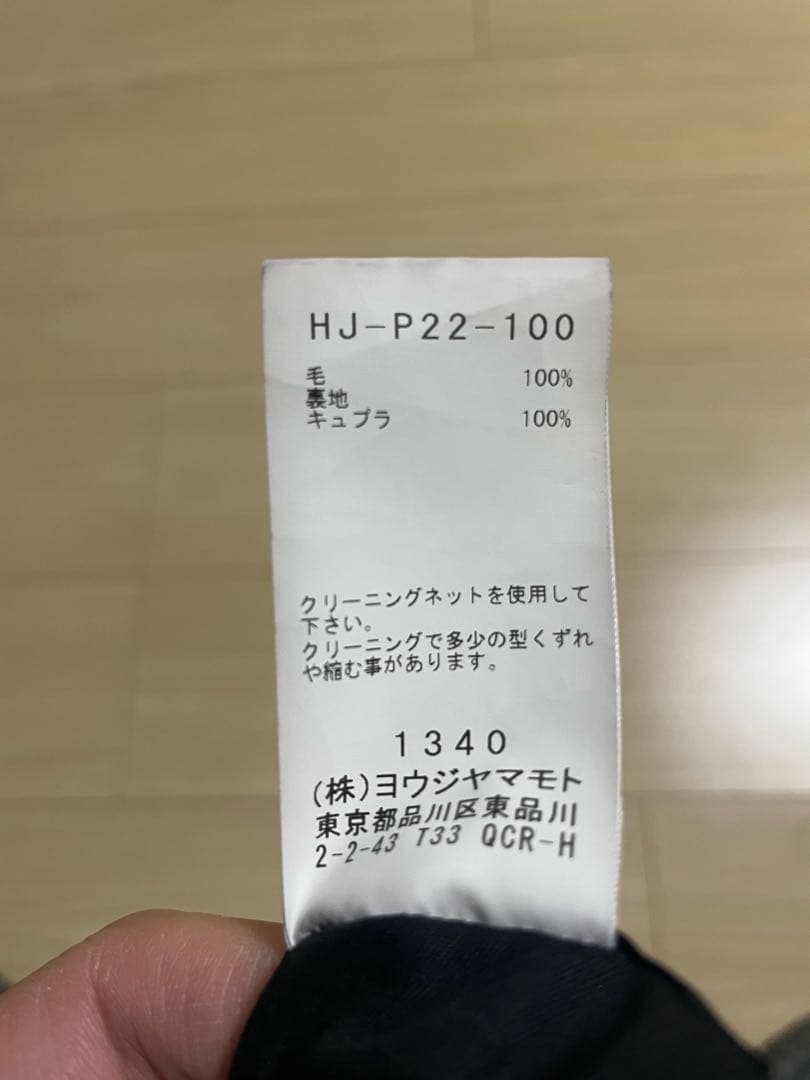 HJ-P22-100
毛 100%
裏地
キュプラ 100%
クリーニングネットを使用して
下さい。
クリーニングで多少の型くずれ
や縮む事があります。
1340
(株)ヨウジヤマモト
東京都品川区東品川
2-2-43 T33 QCR-H